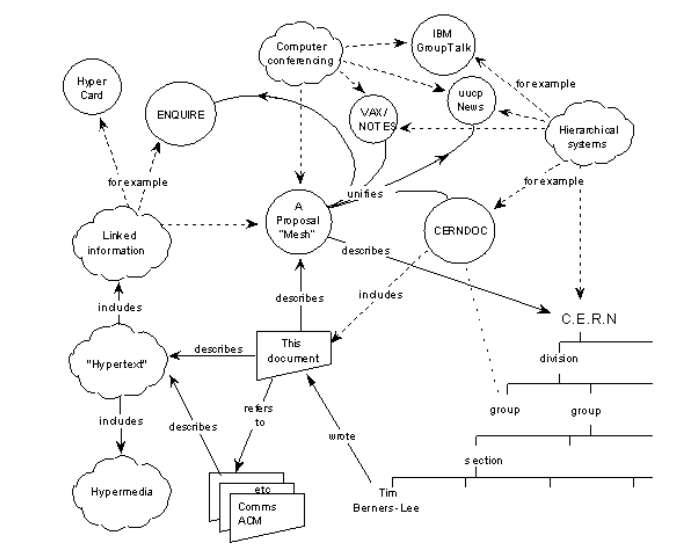 IBM
GroupTalk
Computer
conferencing
Hyper
Card
for example
uucp
News
ENQUIRE
VAX/
NOTES
Hierarchical
systems
for example
for example
unifies
A
Proposal
"Mesh"
Linked
information
CERNDOC
describes
includes
describes
includes
C.E.R.N
This
document
describes
"Hypertext"
division
group
group
refers
to
includes
describes
wrote
section
Hypermedia
etc
Tim
Berners-Lee
Comms
ACM